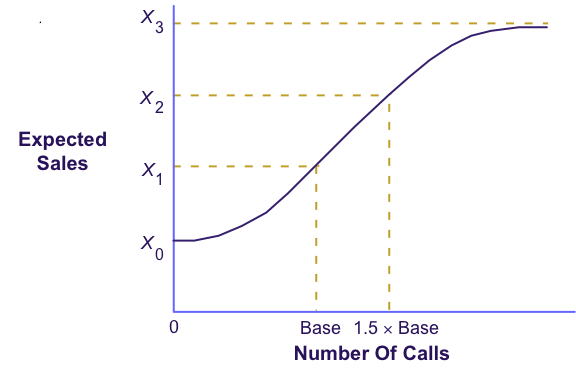 X3
X2
Expected
Sales
X1
X0
0
Base
1.5 × Base
Number Of Calls